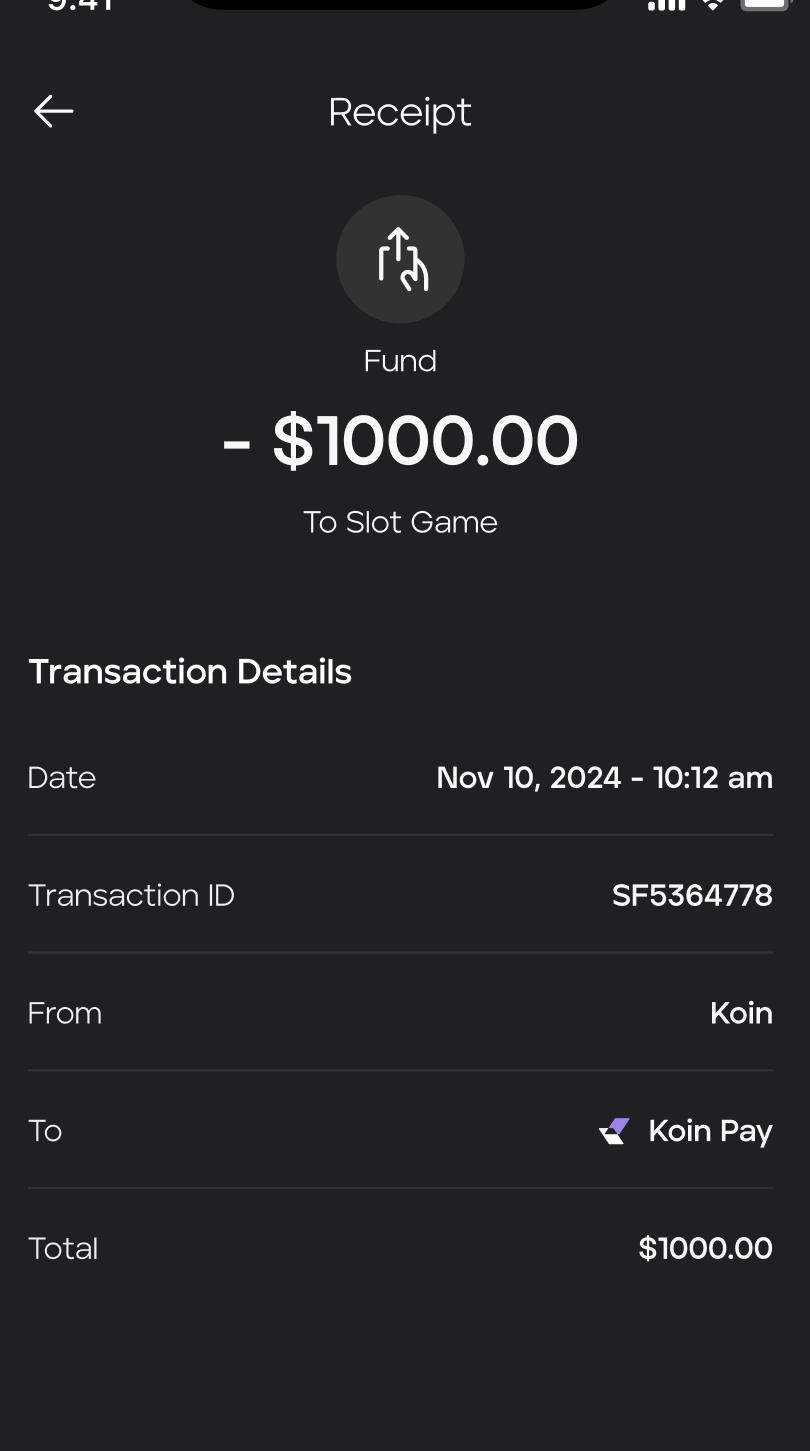 9:41
Receipt
Fund
- $1000.00
To Slot Game
Transaction Details
Date Nov 10, 2024 - 10:12 am
Transaction ID SF5364778
From Koin
To Koin Pay
Total $1000.00